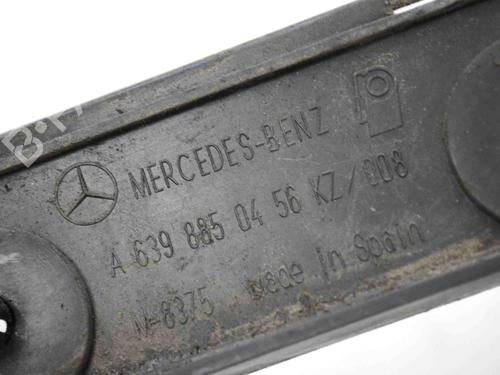 MERCEDES-BENZ
A 639 885 04 56 KZ/008
N-8375 Made in Spain